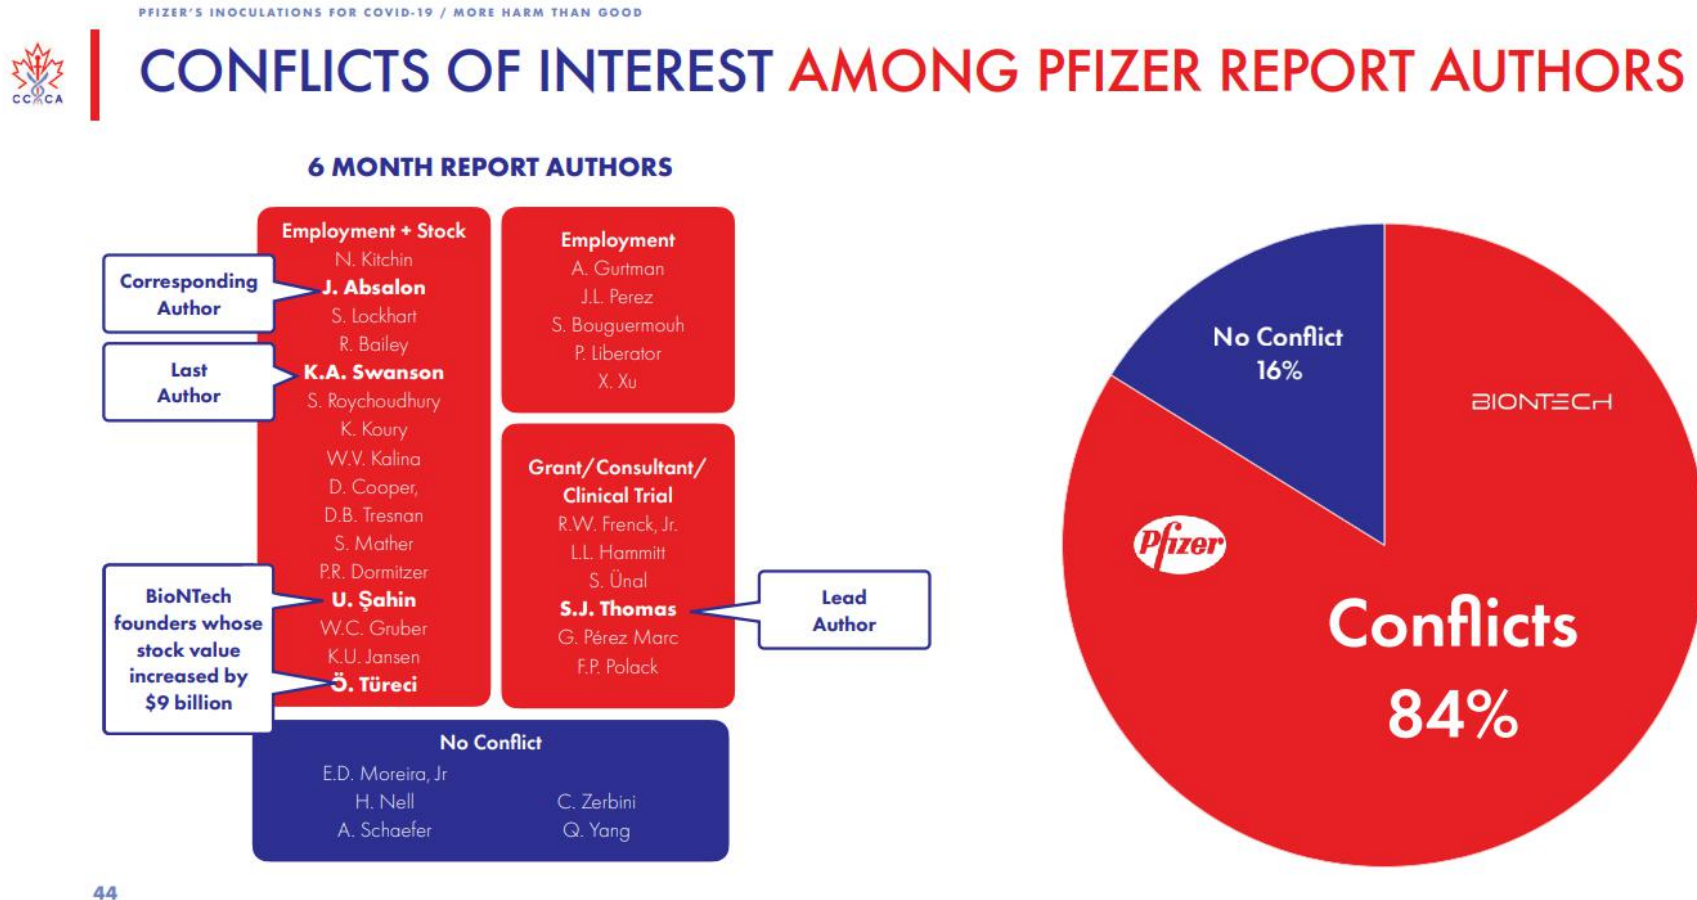 PFIZER'S INOCULATIONS FOR COVID-19 / MORE HARM THAN GOOD
CCCA
CONFLICTS OF INTEREST AMONG PFIZER REPORT AUTHORS
6 MONTH REPORT AUTHORS
Employment + Stock
N. Kitchin
J. Absalon
S. Lockhart
R. Bailey
K.A. Swanson
S. Roychoudhury
K. Koury
W.V. Kalina
D. Cooper,
D.B. Tresnan
S. Mather
P.R. Dormitzer
U. Şahin
W.C. Gruber
K.U. Jansen
Ö. Türeci
Corresponding
Author
Last
Author
BioNTech
founders whose
stock value
increased by
$9 billion
Employment
A. Gurtman
J.L. Perez
S. Bouguermouh
P. Liberator
X. Xu
Grant/Consultant/
Clinical Trial
R.W. Frenck, Jr.
L.L. Hammitt
S. Ünal
S.J. Thomas
G. Pérez Marc
F.P. Polack
Lead
Author
No Conflict
E.D. Moreira, Jr
H. Nell
A. Schaefer
C. Zerbini
Q. Yang
No Conflict
16%
BIONTECH
Pfizer
Conflicts
84%
44